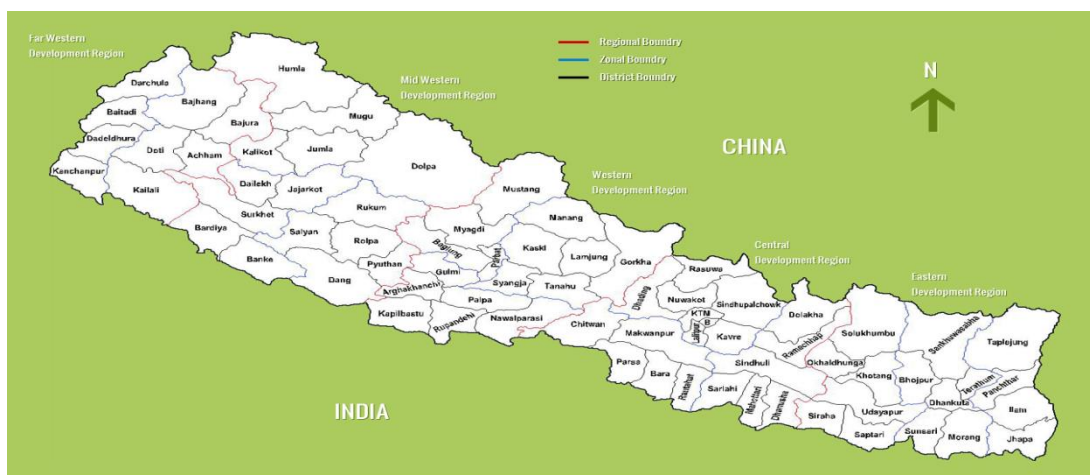 Far Western
Development Region
Regional Boundry
Zonal Boundry
District Boundry
Mid Western
Development Region
N
CHINA
Western
Development Region
Central
Development Region
Eastern
Development Region
INDIA
Humla
Darchula
Bajhang
Baitadi
Bajura
Mugu
Dadeldhura
Doti
Achham
Kalikot
Jumla
Dolpa
Kanchanpur
Kailali
Dailekh
Jajarkot
Mustang
Surkhet
Rukum
Manang
Bardiya
Salyan
Rolpa
Myagdi
Baglung
Parbat
Kaski
Lamjung
Gorkha
Banke
Dang
Pyuthan
Gulmi
Syangja
Tanahu
Arghakhanchi
Kapilbastu
Rupandehi
Palpa
Nawalparasi
Chitwan
Dhading
Rasuwa
Nuwakot
Sindhupalchowk
KTM
B
Lalitpur
Kavre
Dolakha
Ramechhap
Makwanpur
Sindhuli
Parsa
Bara
Rautahat
Sarlahi
Mahottari
Dhanusha
Solukhumbu
Okhaldhunga
Khotang
Bhojpur
Sankhuwasabha
Taplejung
Terathum
Panchthar
Dhankuta
Ilam
Siraha
Udayapur
Saptari
Sunsari
Morang
Jhapa